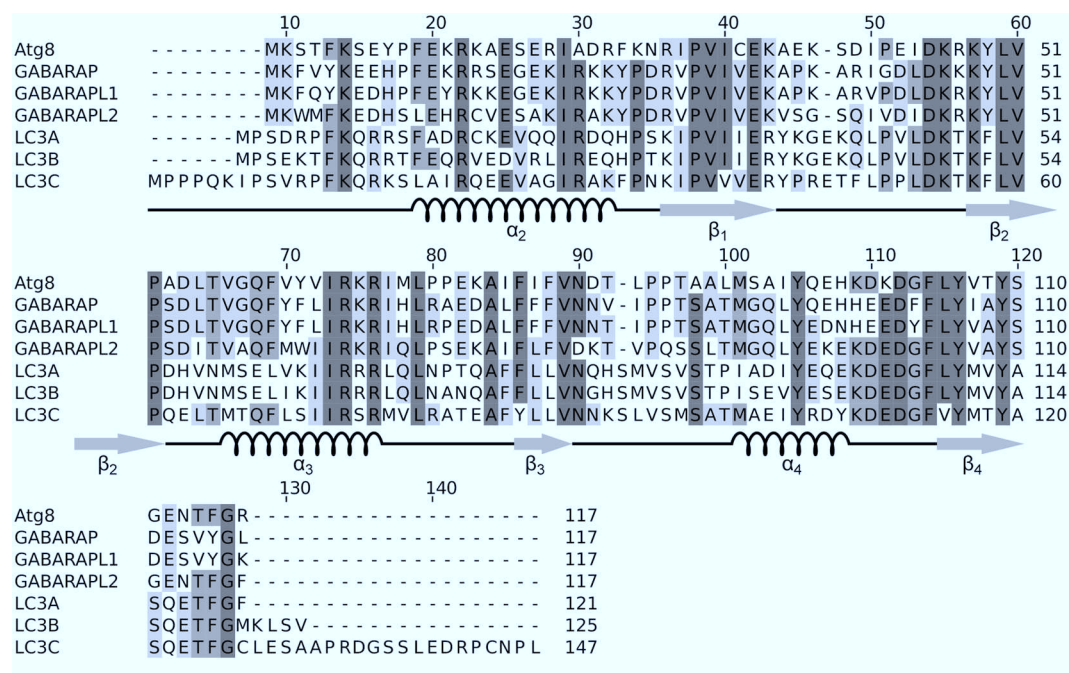 10 20 30 40 50 60
Atg8 --------MKSTFKSEYPFEKRKAESERIADRFKNRIPVICEKAEK-SDIPEIDKRKYLV 51
GABARAP --------MKFVYKEEHPFEKRRSEGEKIRKKYPDRVPVIVEKAPK-ARIGDLDKKKYLV 51
GABARAPL1 --------MKFQYKEDHPFEYRKKEGEKIRKKYPDRVPVIVEKAPK-ARVPDLDKRKYLV 51
GABARAPL2 --------MKWMFKEDHSLEHRCVESAKIRAKYPDRVPVIVEKVSG-SQIVDIDKRKYLV 51
LC3A ------MPSDRPFKQRRSFADRCKEVQQIRDQHPSKIPVIIERYKGEKQLPVLDKTKFLV 54
LC3B ------MPSEKTFKQRRTFEQRVEDVRLIREQHPTKIPVIIERYKGEKQLPVLDKTKFLV 54
LC3C MPPPQKIPSVRPFKQRKSLAIRQEEVAGIRAKFPNKIPVVVERYPRETFLPPLDKTKFLV 60
α2 β1 β2
70 80 90 100 110 120
Atg8 PADLTVGQFVYVIRKRIMLPPEKAIFIFVNDT-LPPTAALMSAIYQEHKDKDGFLYVTYS 110
GABARAP PSDLTVGQFYFLIRKRIHLRAEDALFFFVNNV-IPPTSATMGQLYQEHHEEDFFLYIAYS 110
GABARAPL1 PSDLTVGQFYFLIRKRIHLRPEDALFFFVNNT-IPPTSATMGQLYEDNHEEDYFLYVAYS 110
GABARAPL2 PSDITVAQFMWIIRKRIQLPSEKAIFLFVDKT-VPQSSLTMGQLYEKEKDEDGFLYVAYS 110
LC3A PDHVNMSELVKIIRRRLQLNPTQAFFLLVNQHSMVSVSTPIADIYEQEKDEDGFLYMVYA 114
LC3B PDHVNMSELIKIIRRRLQLNANQAFFLLVNGHSMVSVSTPISEVYESEKDEDGFLYMVYA 114
LC3C PQELTMTQFLSIIRSRMVLRATEAFYLLVNNKSLVSMSATMAEIYRDYKDEDGFVYMTYA 120
β2 α3 β3 α4 β4
130 140
Atg8 GENTFGR-------------------- 117
GABARAP DESVYGL-------------------- 117
GABARAPL1 DESVYGK-------------------- 117
GABARAPL2 GENTFGF-------------------- 117
LC3A SQETFGF-------------------- 121
LC3B SQETFGMKLSV---------------- 125
LC3C SQETFGCLESAAPRDGSSLEDRPCNPL 147